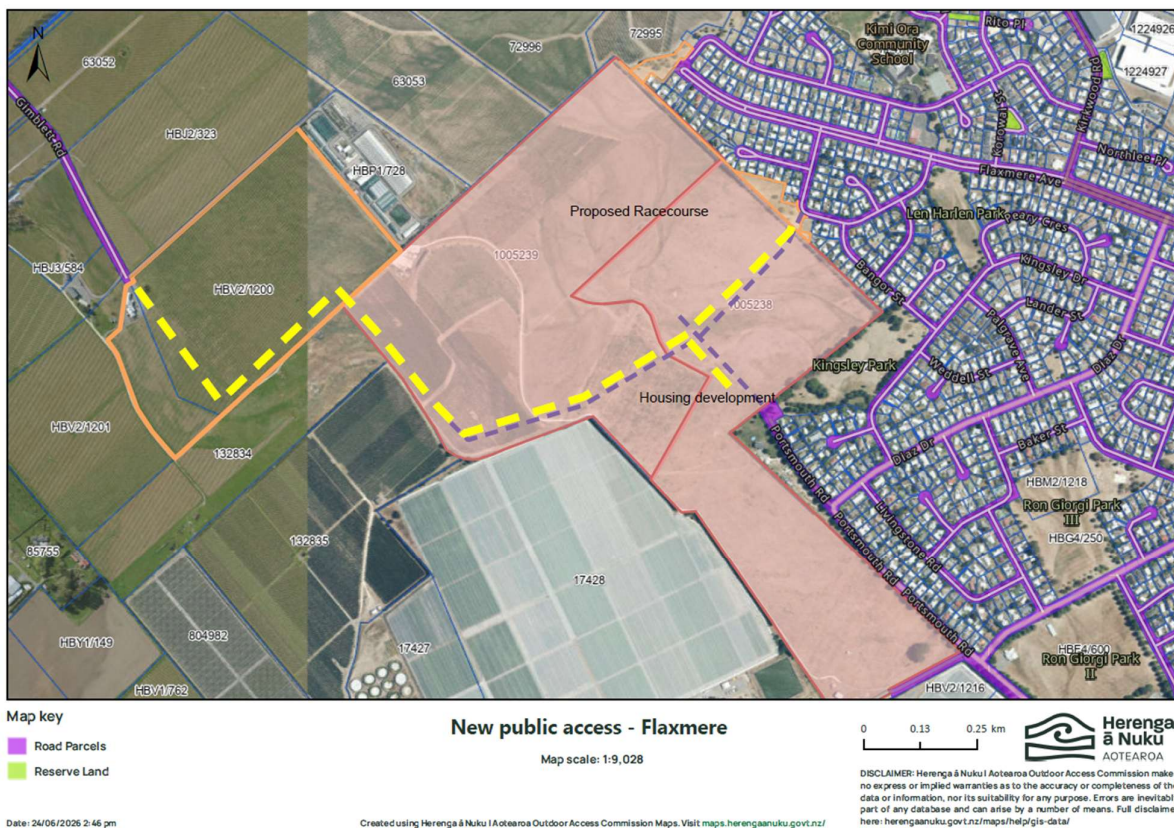 N
63052
Gimblett Rd
HBJ2/323
63053
72996
72995
Kimi Ora
Community
School
Rito Pl
1224926
1224927
Kirkwood Rd
Korowai St
Northlee Pl
HBP1/728
Flaxmere Ave
Proposed Racecourse
Len Harlen Park
Peary Cres
1005239
HBJ3/584
HBV2/1200
Bangor St
Kingsley Dr
Lander St
1005238
Palgrave Ave
Kingsley Park
Weddell St
Diaz Dr
Housing development
HBV2/1201
132834
Portsmouth Rd
Diaz Dr
Baker St
HBM2/1218
Ron Giorgi Park
III
HBG4/250
Livingstone Rd
Portsmouth Rd
85755
132835
17428
Portsmouth Rd
HBY1/149
804982
17427
HBF4/600
Ron Giorgi Park
II
HBV1/762
HBV2/1216
Map key
Road Parcels
Reserve Land
New public access - Flaxmere
Map scale: 1:9,028
0 0.13 0.25 km
Herenga
ā Nuku
AOTEAROA
DISCLAIMER: Herenga ā Nuku I Aotearoa Outdoor Access Commission make
no express or implied warranties as to the accuracy or completeness of the
data or information, nor its suitability for any purpose. Errors are inevitabl
part of any database and can arise by a number of means. Full disclaime
here: herengaanuku.govt.nz/maps/help/gis-data/
Date: 24/06/2026 2:46 pm
Created using Herenga ā Nuku I Aotearoa Outdoor Access Commission Maps. Visit maps.herengaanuku.govt.nz/